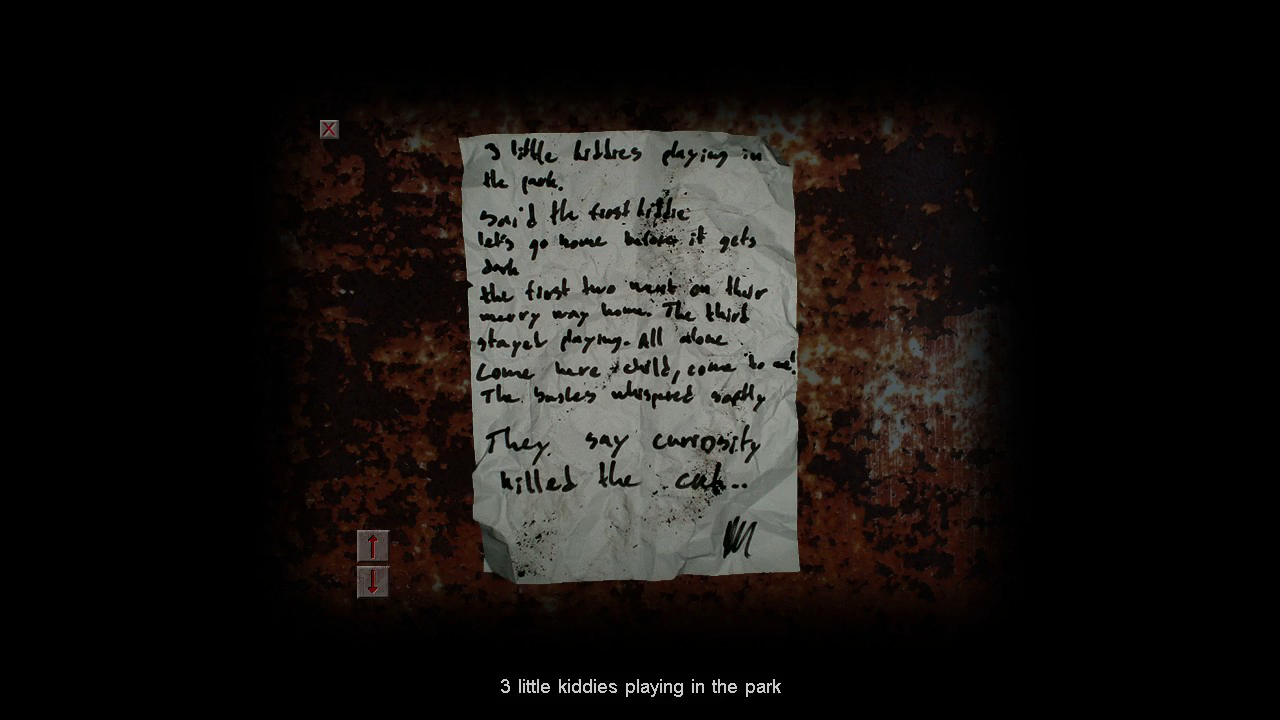 3 little kiddies playing in
the park.
said the first kiddie
let's go home before it gets
dark
the first two went on their
merry way home. The third
stayed playing. All alone
Come here child, come to me!
The bushes whispered softly
They say curiosity
killed the cat..
3 little kiddies playing in the park